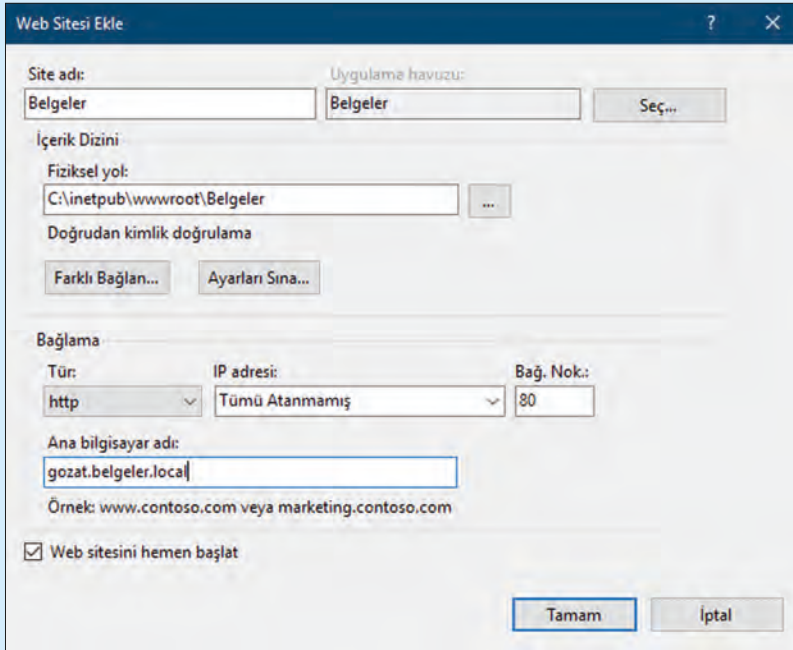 Web Sitesi Ekle ? ×
Site adı: Uygulama havuzu:
Belgeler Belgeler Seç...
İçerik Dizini
Fiziksel yol:
C:\inetpub\wwwroot\Belgeler ...
Doğrudan kimlik doğrulama
Farklı Bağlan... Ayarları Sına...
Bağlama
Tür: IP adresi: Bağ. Nok.:
http Tümü Atanmamış 80
Ana bilgisayar adı:
gozat.belgeler.local
Örnek: www.contoso.com veya marketing.contoso.com
Web sitesini hemen başlat
Tamam İptal